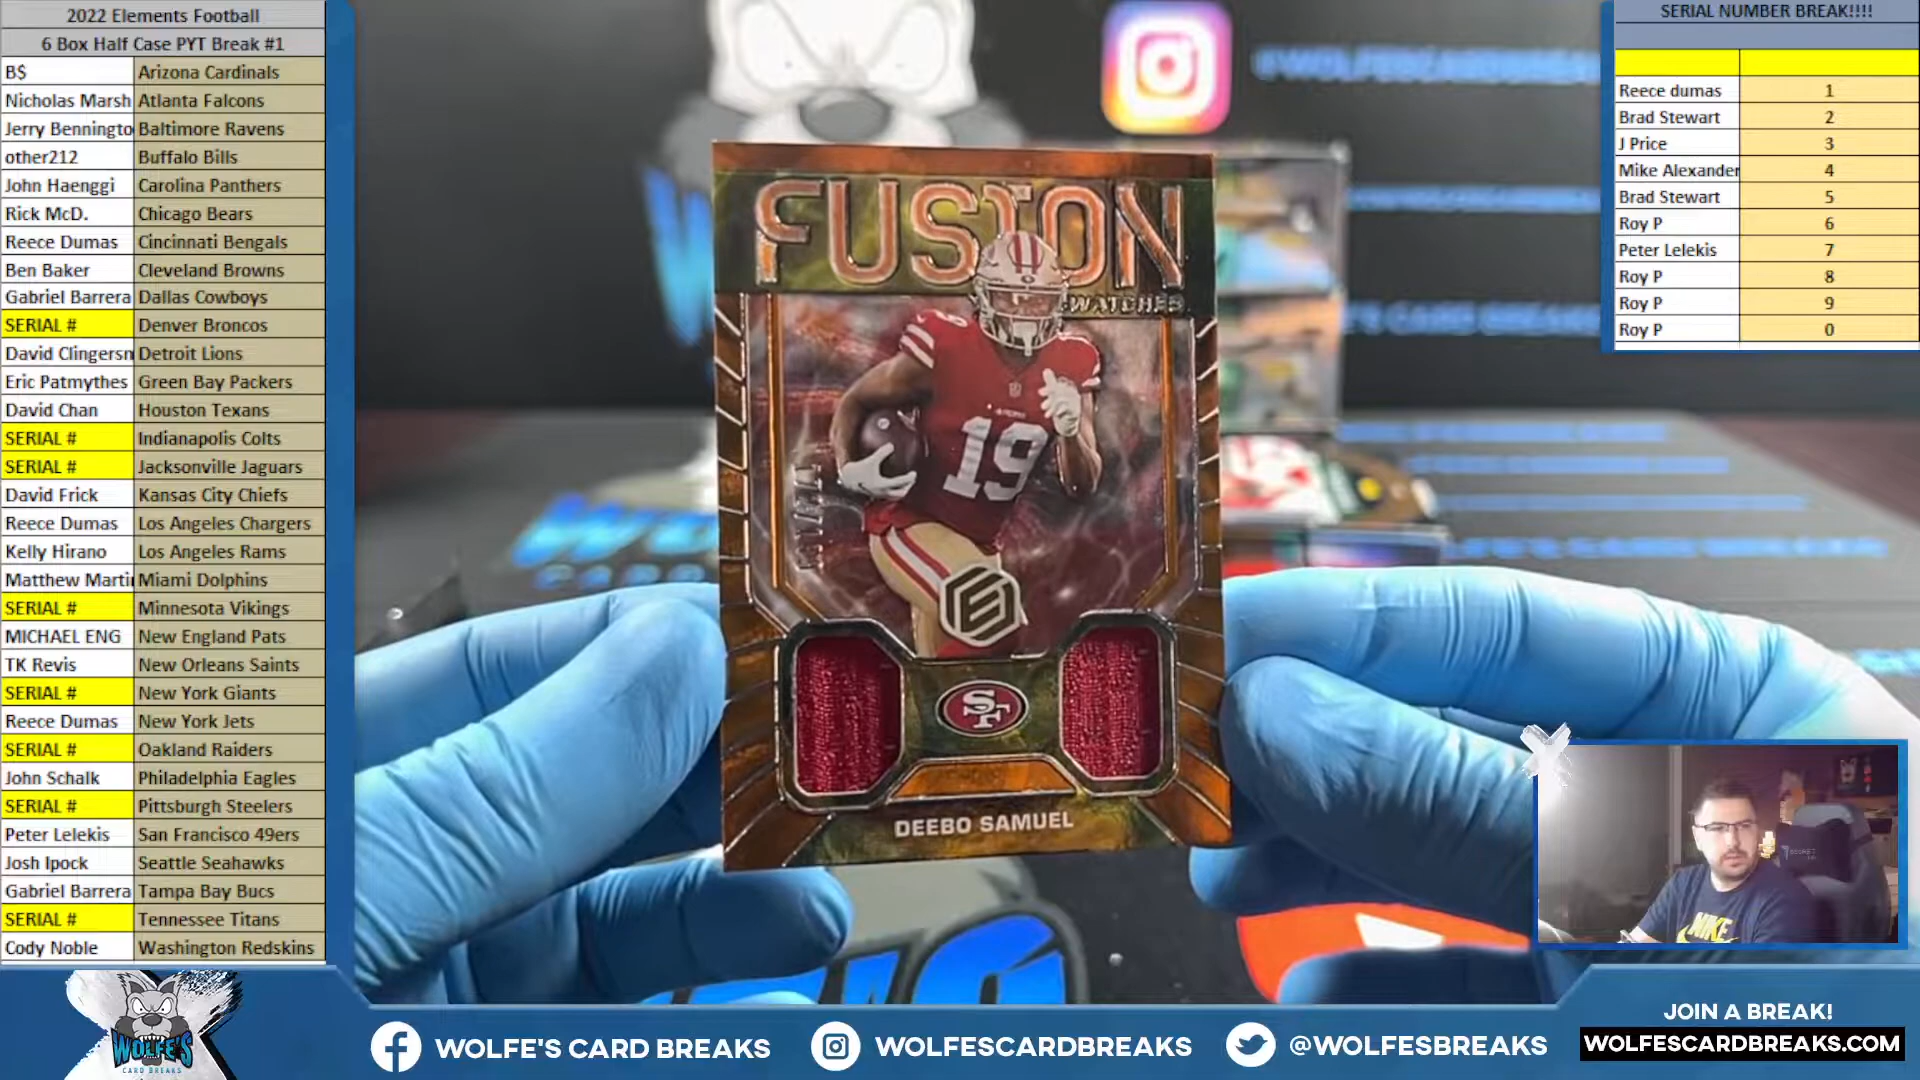 2022 Elements Football
6 Box Half Case PYT Break #1
B$ Arizona Cardinals
Nicholas Marsh Atlanta Falcons
Jerry Benningto Baltimore Ravens
other212 Buffalo Bills
John Haenggi Carolina Panthers
Rick McD. Chicago Bears
Reece Dumas Cincinnati Bengals
Ben Baker Cleveland Browns
Gabriel Barrera Dallas Cowboys
SERIAL # Denver Broncos
David Clingersn Detroit Lions
Eric Patmythes Green Bay Packers
David Chan Houston Texans
SERIAL # Indianapolis Colts
SERIAL # Jacksonville Jaguars
David Frick Kansas City Chiefs
Reece Dumas Los Angeles Chargers
Kelly Hirano Los Angeles Rams
Matthew Marti Miami Dolphins
SERIAL # Minnesota Vikings
MICHAEL ENG New England Pats
TK Revis New Orleans Saints
SERIAL # New York Giants
Reece Dumas New York Jets
SERIAL # Oakland Raiders
John Schalk Philadelphia Eagles
SERIAL # Pittsburgh Steelers
Peter Lelekis San Francisco 49ers
Josh Ipock Seattle Seahawks
Gabriel Barrera Tampa Bay Bucs
SERIAL # Tennessee Titans
Cody Noble Washington Redskins
FUSION
SWATCHES
19
19
SF
DEEBO SAMUEL
SERIAL NUMBER BREAK!!!!
Reece dumas 1
Brad Stewart 2
J Price 3
Mike Alexander 4
Brad Stewart 5
Roy P 6
Peter Lelekis 7
Roy P 8
Roy P 9
Roy P 0
NIKE
WOLFE'S
CARD BREAKS
WOLFE'S CARD BREAKS
WOLFESCARDBREAKS
@WOLFESBREAKS
JOIN A BREAK!
WOLFESCARDBREAKS.COM